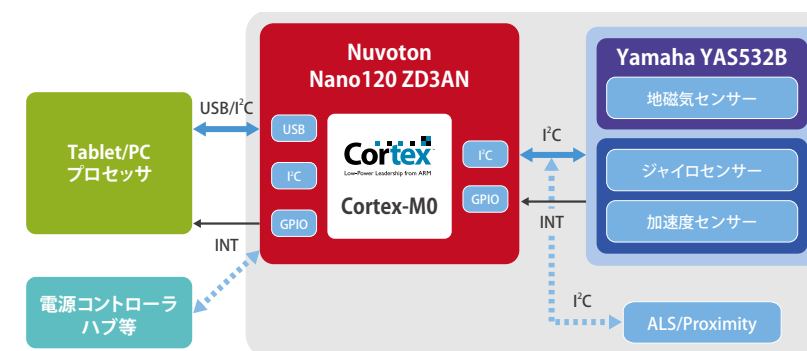 Tablet/PC
プロセッサ
USB/I²C
INT
電源コントローラ
ハブ等
Nuvoton
Nano120 ZD3AN
USB
I²C
GPIO
Cortex
Low-Power Leadership from ARM
Cortex-M0
I²C
GPIO
I²C
INT
I²C
Yamaha YAS532B
地磁気センサー
ジャイロセンサー
加速度センサー
ALS/Proximity